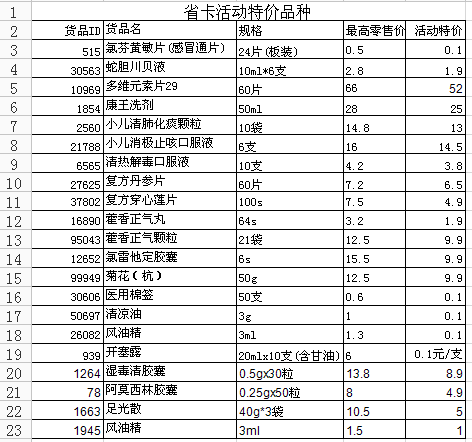 1 省卡活动特价品种
2 货品ID 货品名 规格 最高零售价 活动特价
3 515 氯芬黄敏片(感冒通片) 24片(板装) 0.5 0.1
4 30563 蛇胆川贝液 10ml*6支 2.8 1.9
5 10969 多维元素片29 60片 66 52
6 1854 康王洗剂 50ml 28 25
7 2560 小儿清肺化痰颗粒 10袋 14.8 13
8 21788 小儿消极止咳口服液 6支 16 14.5
9 6565 清热解毒口服液 10支 4.2 3.8
10 27625 复方丹参片 60片 7.2 6.5
11 37802 复方穿心莲片 100s 7.5 4.9
12 16890 藿香正气丸 64s 3.2 1.9
13 95043 藿香正气颗粒 21袋 12.5 9.9
14 12652 氯雷他定胶囊 6s 15.5 9.9
15 99949 菊花（杭） 50g 12.5 9.9
16 30606 医用棉签 50支 0.6 0.1
17 50697 清凉油 3g 1 0.1
18 26082 风油精 3ml 1.3 0.1
19 939 开塞露 20mlx10支(含甘油) 6 0.1元/支
20 1264 湿毒清胶囊 0.5gx30粒 13.8 8.9
21 78 阿莫西林胶囊 0.25gx50粒 8 4.9
22 1663 足光散 40g*3袋 10.5 5
23 1945 风油精 3ml 1.5 1